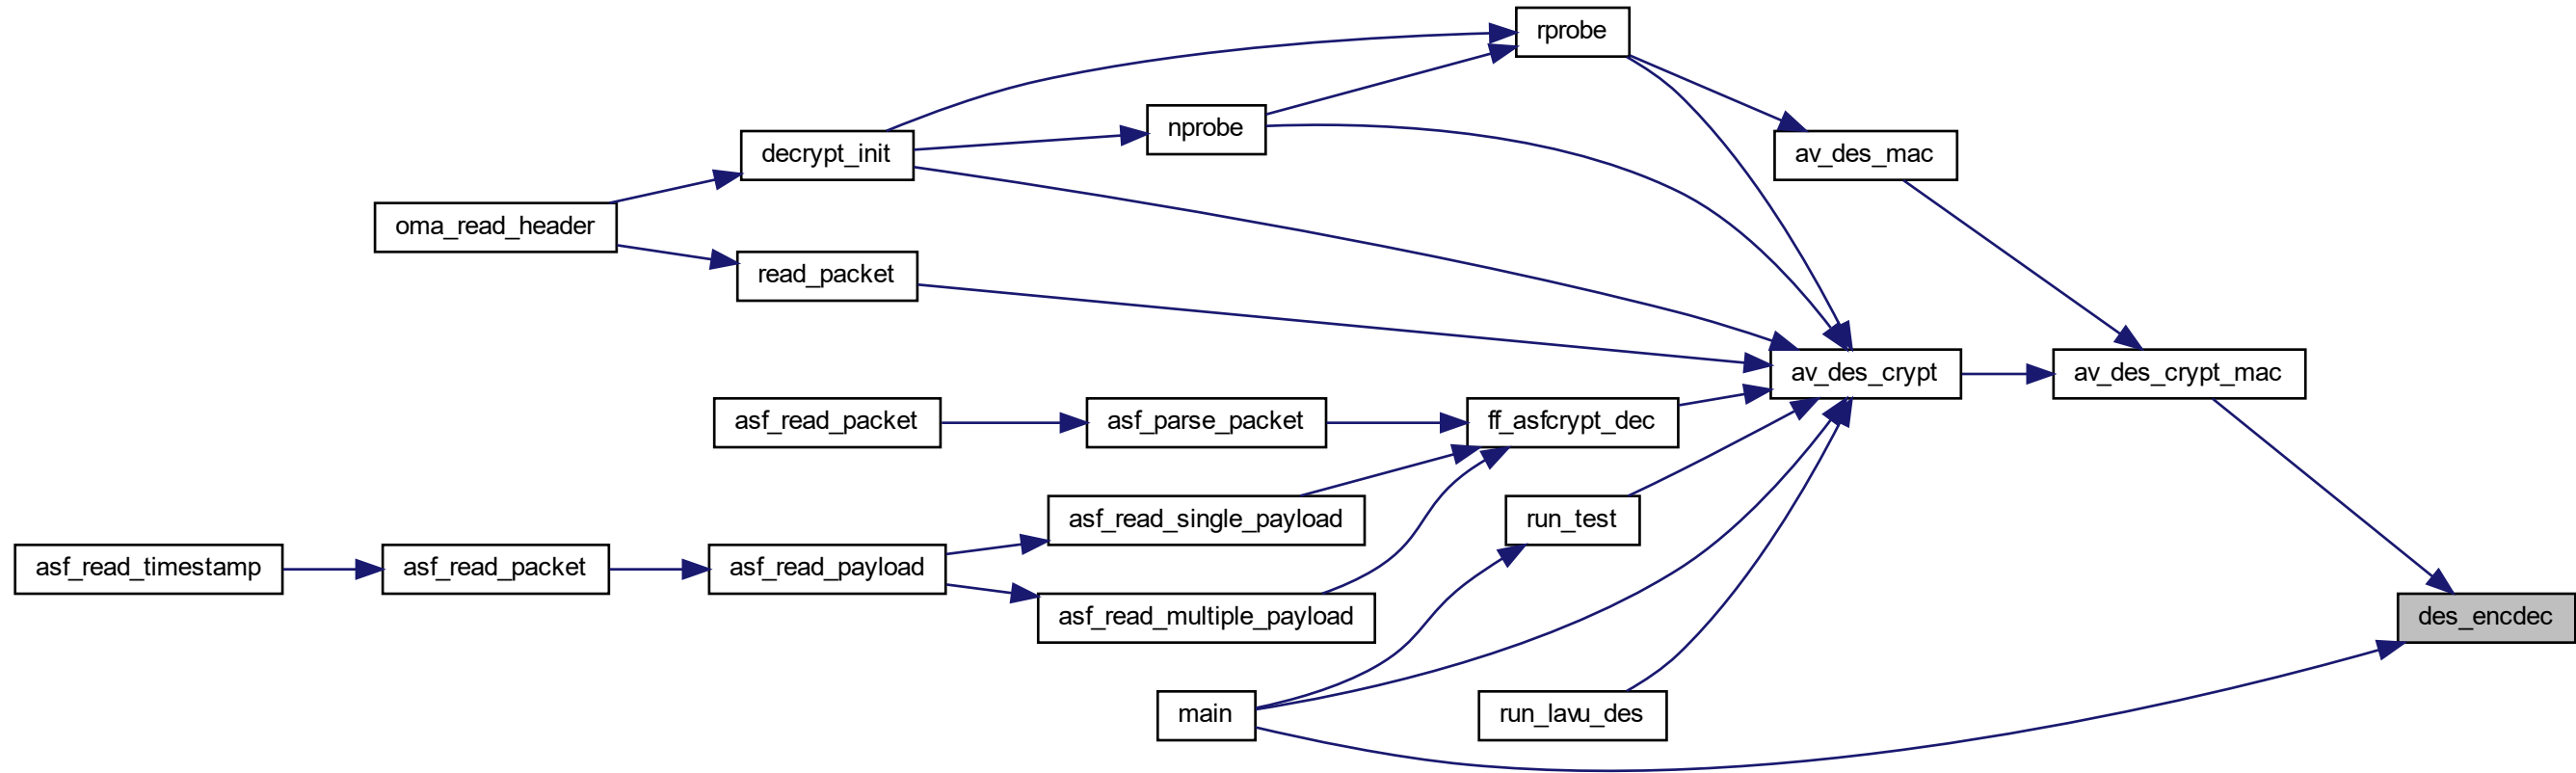 rprobe
nprobe
decrypt_init
av_des_mac
oma_read_header
read_packet
av_des_crypt
av_des_crypt_mac
asf_read_packet
asf_parse_packet
ff_asfcrypt_dec
asf_read_single_payload
run_test
asf_read_timestamp
asf_read_packet
asf_read_payload
asf_read_multiple_payload
des_encdec
main
run_lavu_des